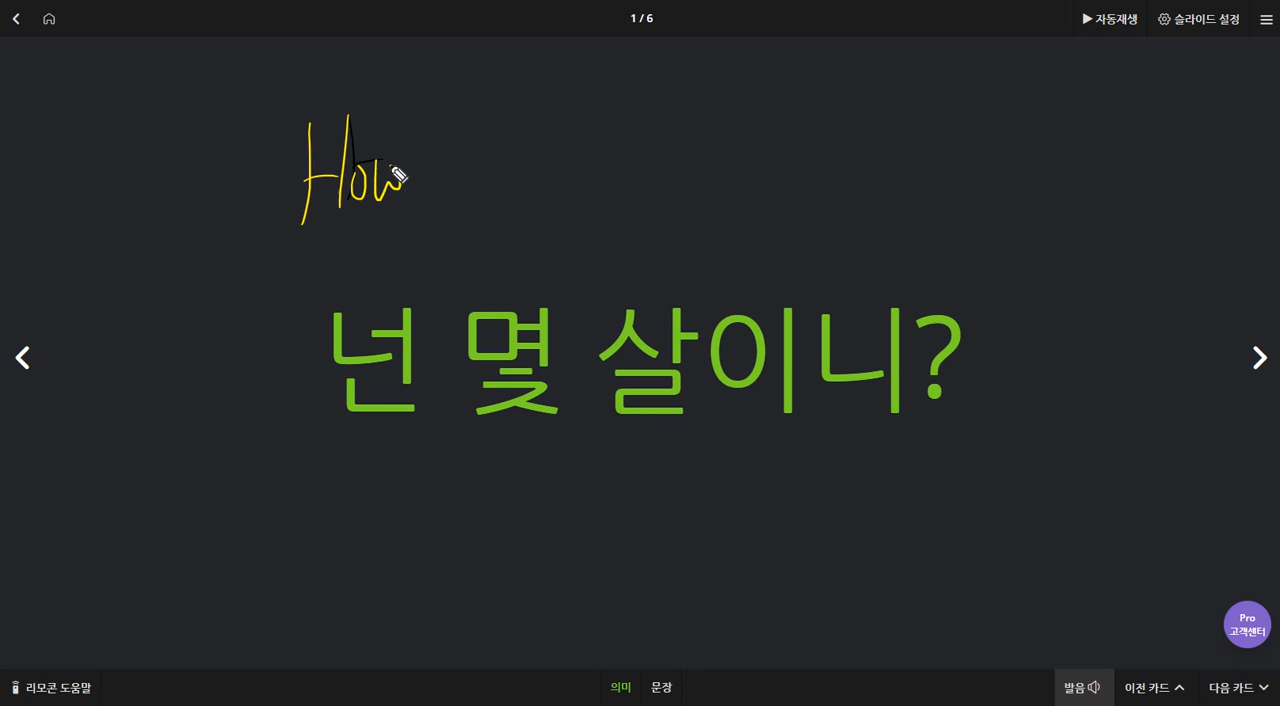 1 / 6
자동재생
슬라이드 설정
How
넌 몇 살이니?
Pro
고객센터
리모콘 도움말
의미
문장
발음
이전 카드
다음 카드